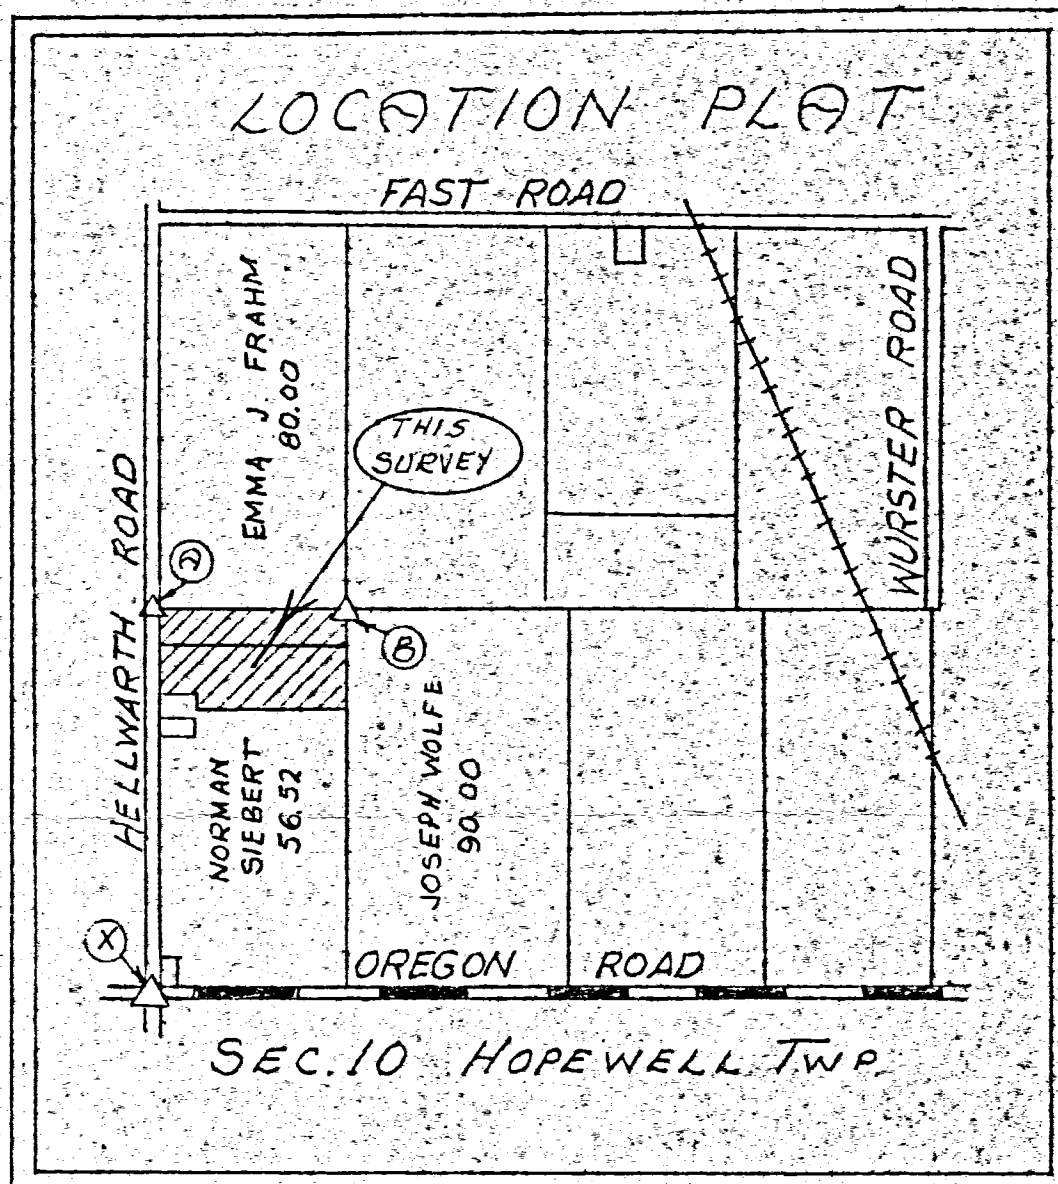 LOCATION PLAT
FAST ROAD
EMMA J. FRAHM
80.00
THIS
SURVEY
WURSTER ROAD
HELLWARTH ROAD
B
NORMAN
SIEBERT
56.52
JOSEPH WOLFE
90.00
X
OREGON ROAD
SEC. 10 HOPEWELL TWP.